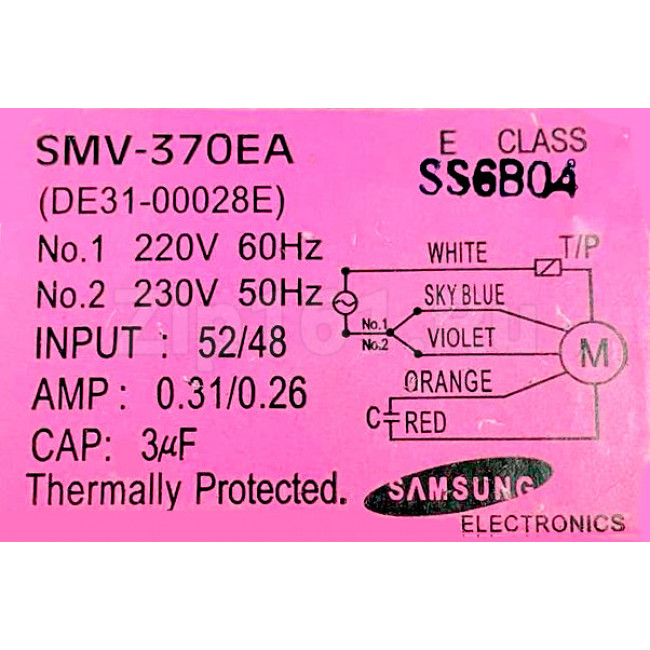 SMV-370EA
E CLASS
SS6B04
(DE31-00028E)
No.1 220V 60Hz
No.2 230V 50Hz
INPUT : 52/48
AMP : 0.31/0.26
CAP: 3μF
Thermally Protected.
WHITE
T/P
SKY BLUE
No.1
No.2
VIOLET
M
ORANGE
C
RED
SAMSUNG
ELECTRONICS